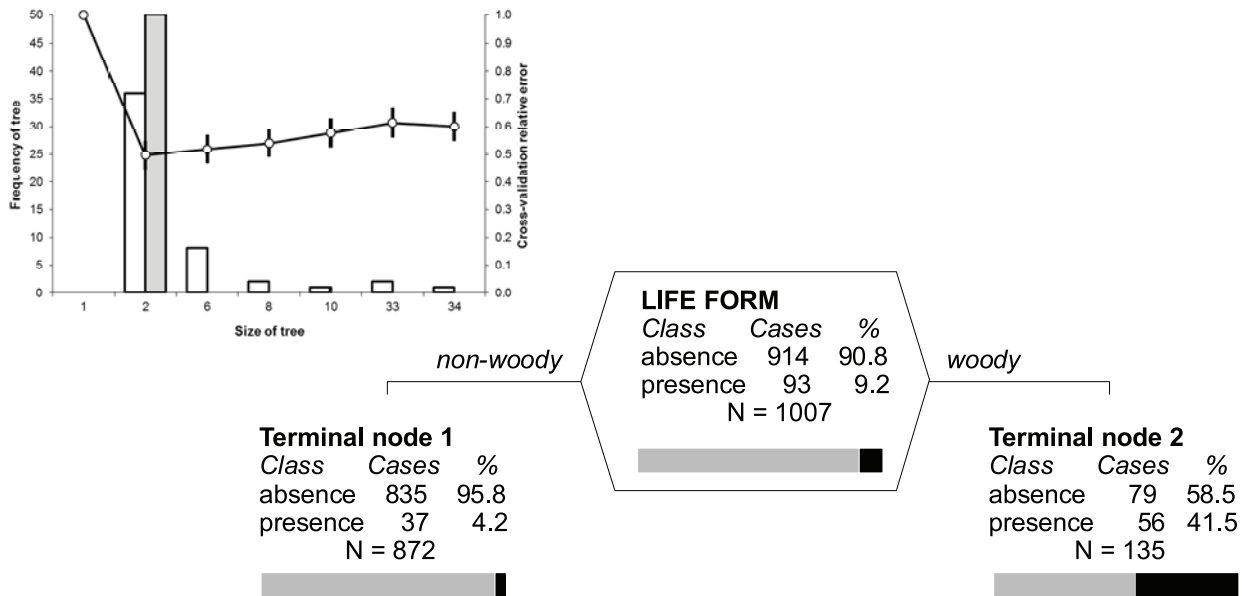 50
45
40
35
30
25
20
15
10
5
0
Frequency of tree
1.0
0.9
0.8
0.7
0.6
0.5
0.4
0.3
0.2
0.1
0.0
Cross-validation relative error
1 2 6 8 10 33 34
Size of tree
LIFE FORM
Class Cases %
absence 914 90.8
presence 93 9.2
N = 1007
non-woody
woody
Terminal node 1
Class Cases %
absence 835 95.8
presence 37 4.2
N = 872
Terminal node 2
Class Cases %
absence 79 58.5
presence 56 41.5
N = 135